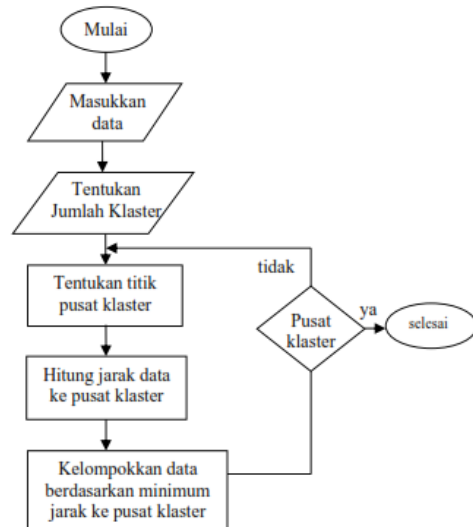 Mulai
Masukkan
data
Tentukan
Jumlah Klaster
Tentukan titik
pusat klaster
Hitung jarak data
ke pusat klaster
Kelompokkan data
berdasarkan minimum
jarak ke pusat klaster
tidak
Pusat
klaster
ya
selesai